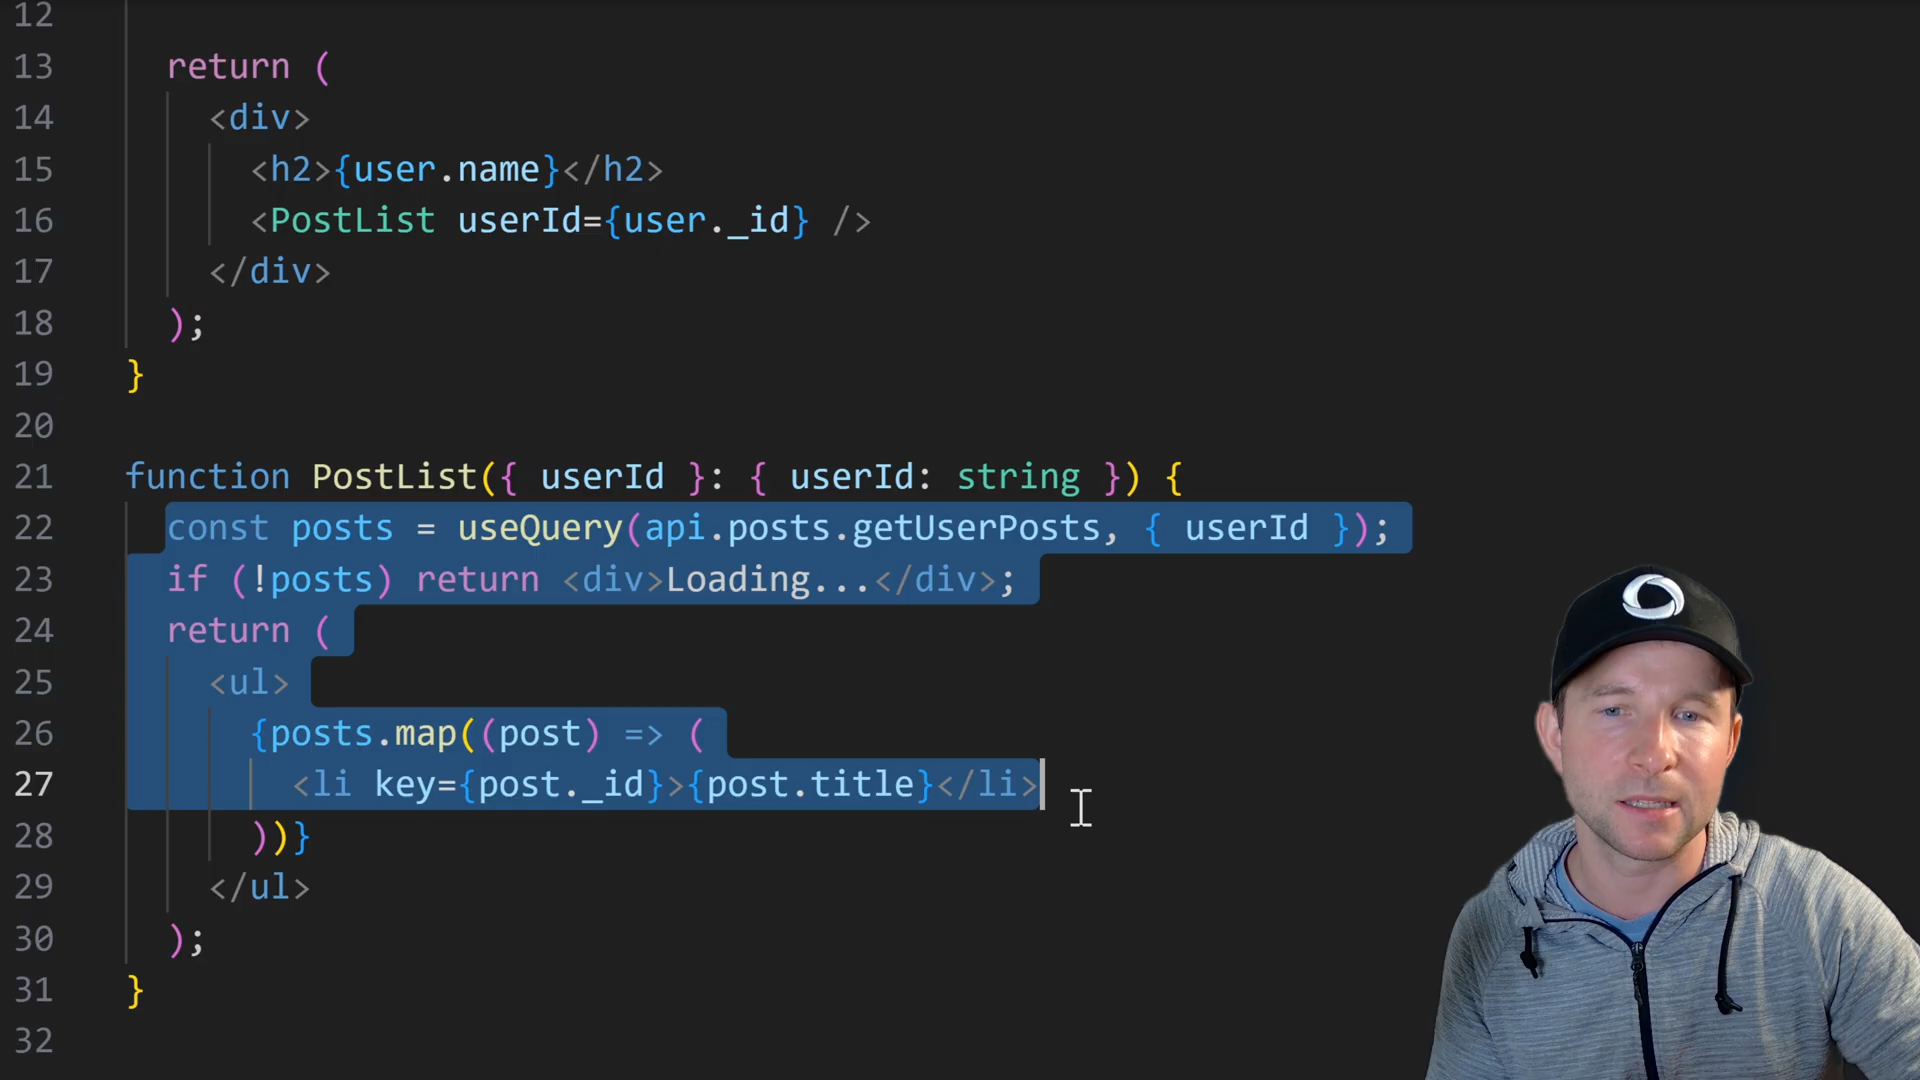 12
13 return (
14 <div>
15 <h2>{user.name}</h2>
16 <PostList userId={user._id} />
17 </div>
18 );
19 }
20
21 function PostList({ userId }: { userId: string }) {
22 const posts = useQuery(api.posts.getUserPosts, { userId });
23 if (!posts) return <div>Loading...</div>;
24 return (
25 <ul>
26 {posts.map((post) => (
27 <li key={post._id}>{post.title}</li>
28 ))}
29 </ul>
30 );
31 }
32